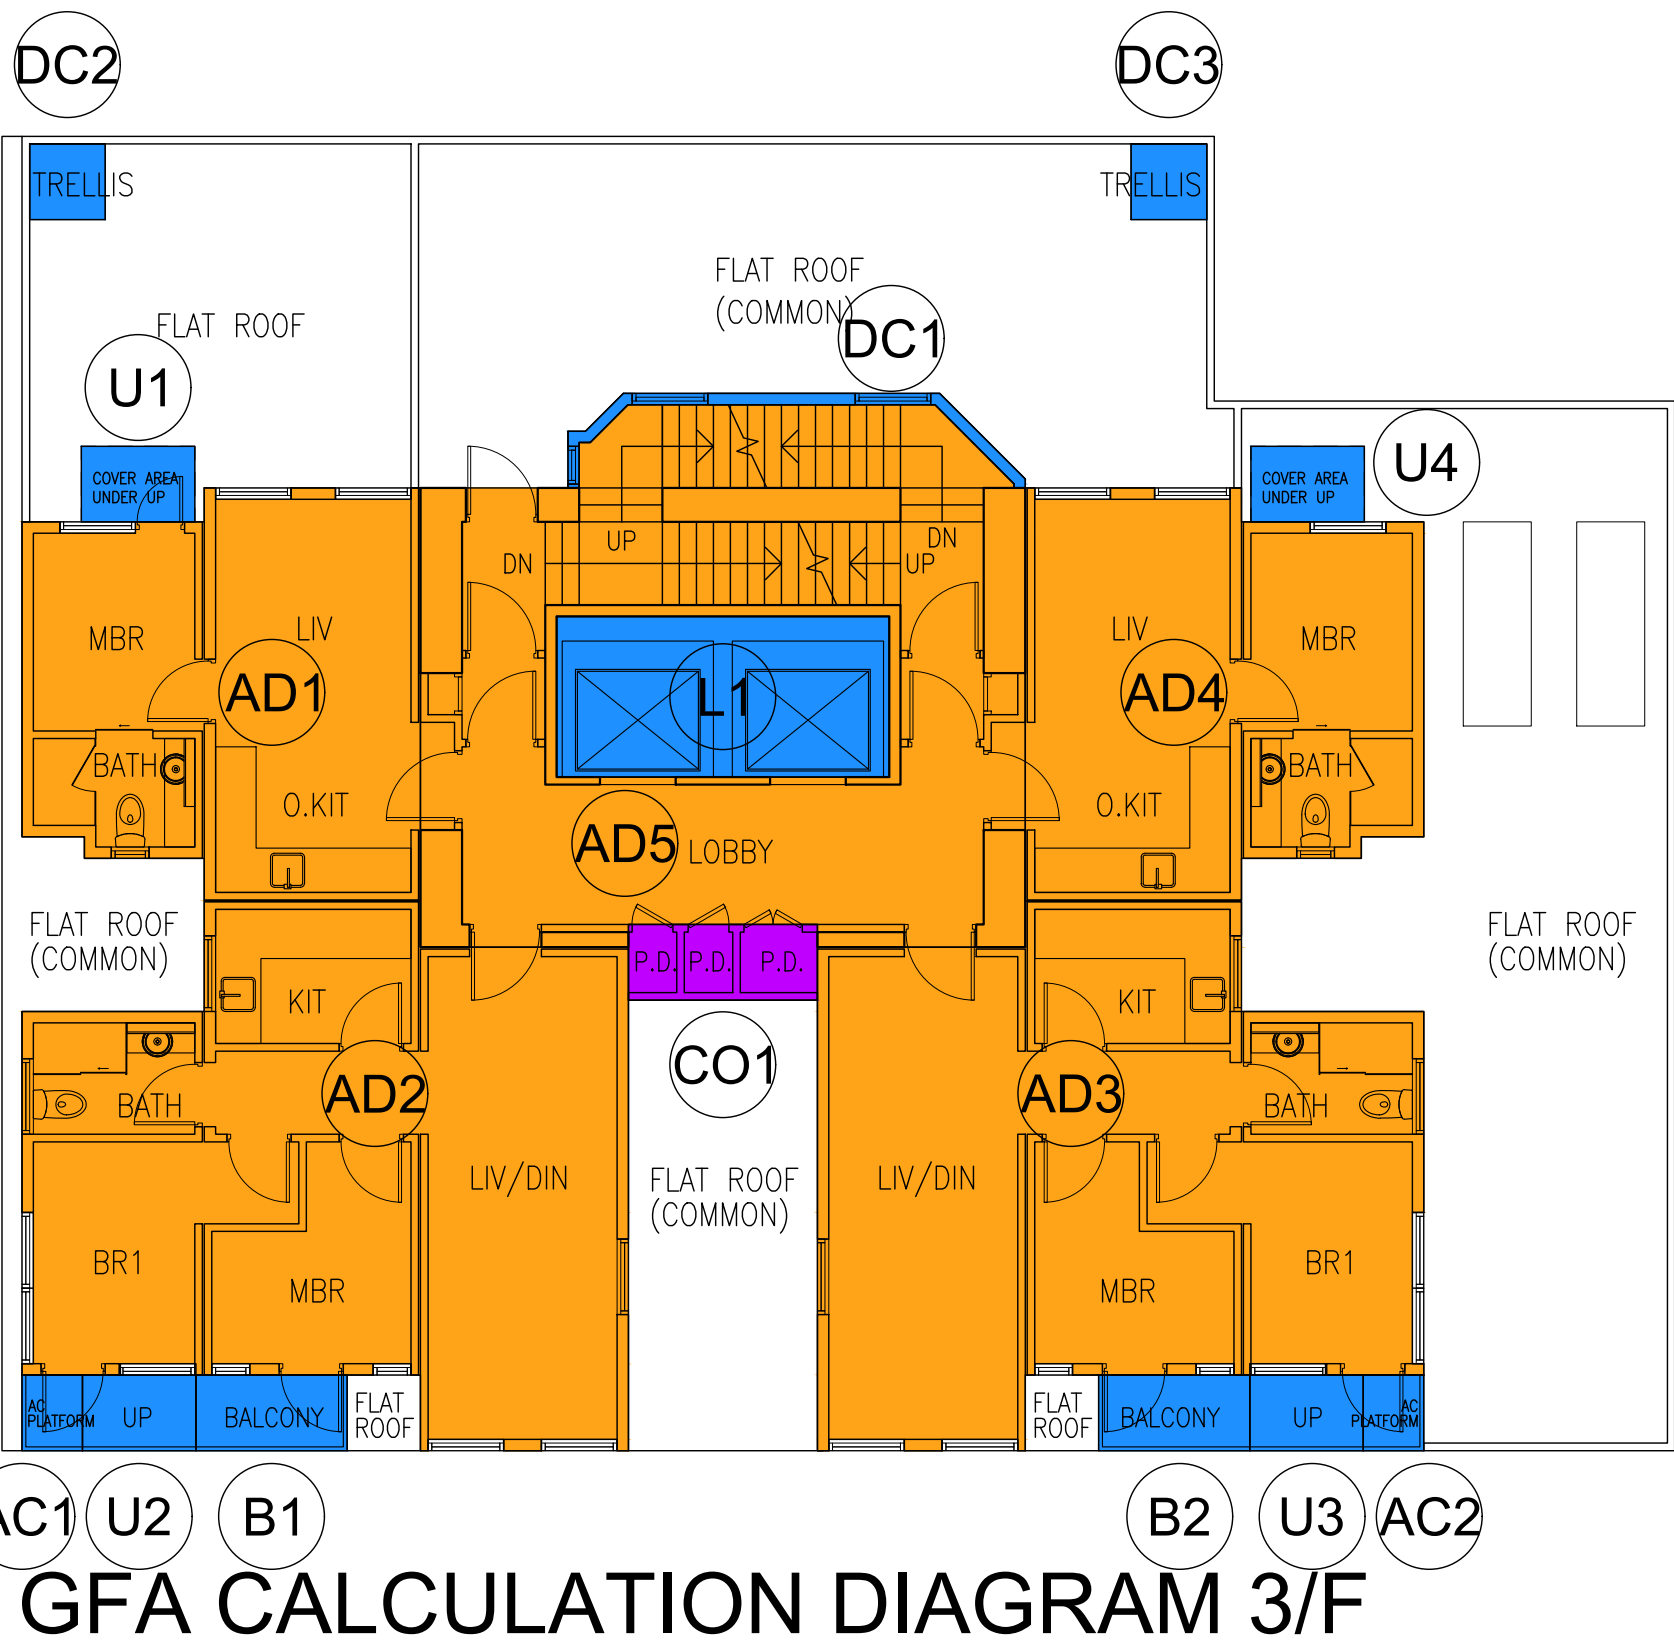 DC2
DC3
TRELLIS
TRELLIS
FLAT ROOF
(COMMON)
FLAT ROOF
DC1
U1
U4
COVER AREA
UNDER UP
COVER AREA
UNDER UP
UP
DN
DN
UP
MBR
LIV
LIV
MBR
AD1
L1
AD4
BATH
BATH
O.KIT
O.KIT
AD5
LOBBY
FLAT ROOF
(COMMON)
FLAT ROOF
(COMMON)
P.D.
P.D.
P.D.
KIT
KIT
CO1
AD2
AD3
BATH
BATH
LIV/DIN
FLAT ROOF
(COMMON)
LIV/DIN
BR1
MBR
MBR
BR1
AC
PLATFORM
UP
BALCONY
FLAT
ROOF
FLAT
ROOF
BALCONY
UP
AC
PLATFORM
AC1
U2
B1
B2
U3
AC2
GFA CALCULATION DIAGRAM 3/F